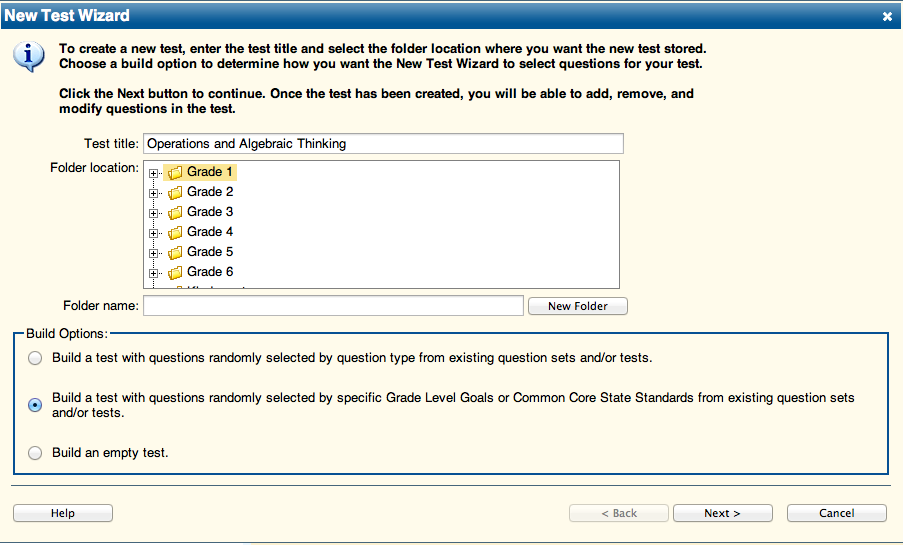 New Test Wizard
To create a new test, enter the test title and select the folder location where you want the new test stored.
Choose a build option to determine how you want the New Test Wizard to select questions for your test.
Click the Next button to continue. Once the test has been created, you will be able to add, remove, and
modify questions in the test.
Test title: Operations and Algebraic Thinking
Folder location:
Grade 1
Grade 2
Grade 3
Grade 4
Grade 5
Grade 6
Folder name: New Folder
Build Options:
Build a test with questions randomly selected by question type from existing question sets and/or tests.
Build a test with questions randomly selected by specific Grade Level Goals or Common Core State Standards from existing question sets
and/or tests.
Build an empty test.
Help < Back Next > Cancel